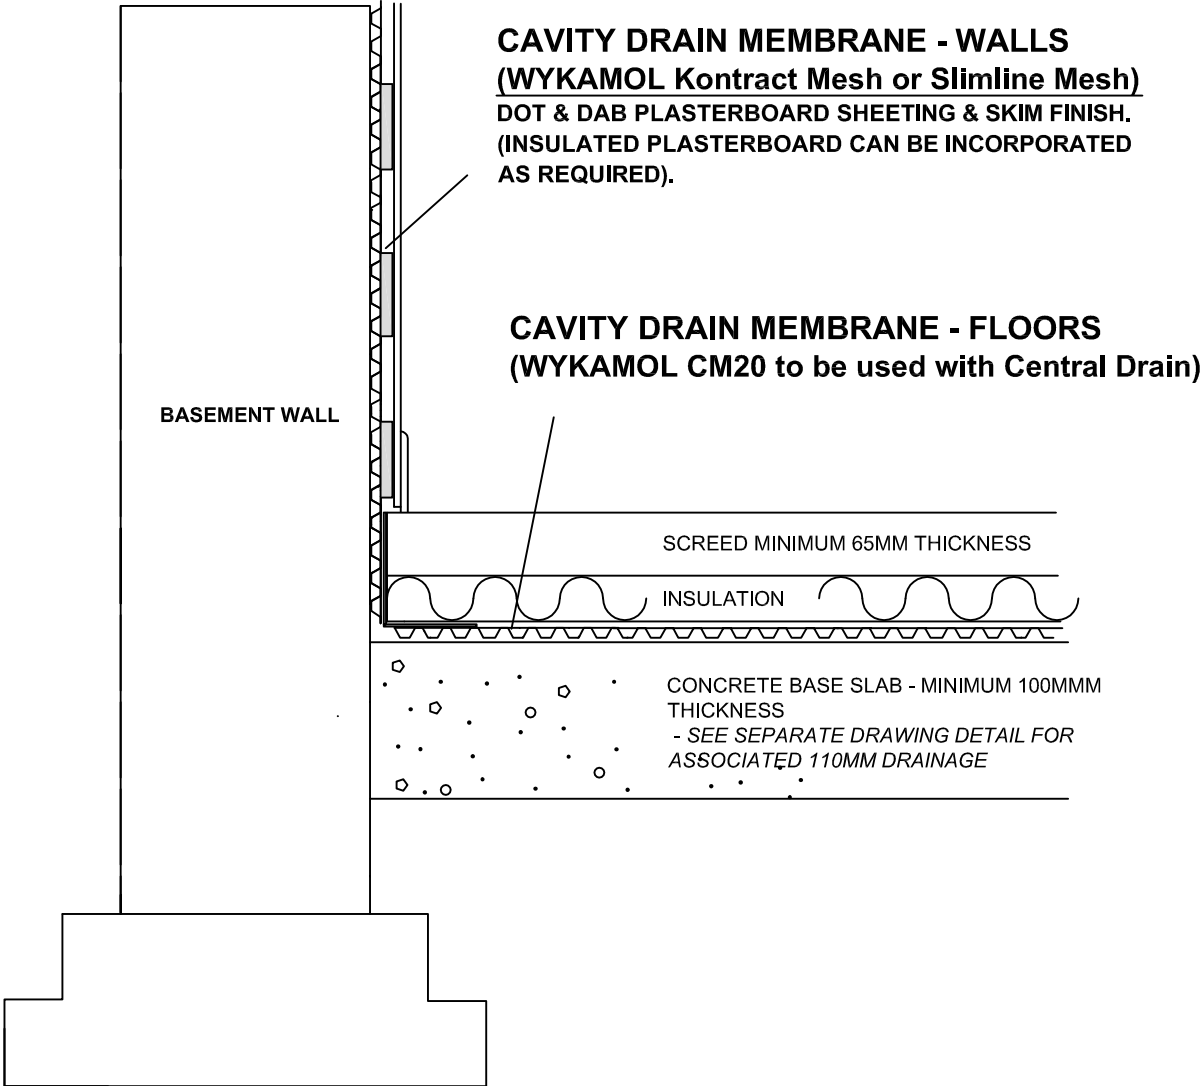 CAVITY DRAIN MEMBRANE - WALLS
(WYKAMOL Kontract Mesh or Slimline Mesh)
DOT & DAB PLASTERBOARD SHEETING & SKIM FINISH.
(INSULATED PLASTERBOARD CAN BE INCORPORATED
AS REQUIRED).
CAVITY DRAIN MEMBRANE - FLOORS
(WYKAMOL CM20 to be used with Central Drain)
BASEMENT WALL
SCREED MINIMUM 65MM THICKNESS
INSULATION
CONCRETE BASE SLAB - MINIMUM 100MMM
THICKNESS
- SEE SEPARATE DRAWING DETAIL FOR
ASSOCIATED 110MM DRAINAGE